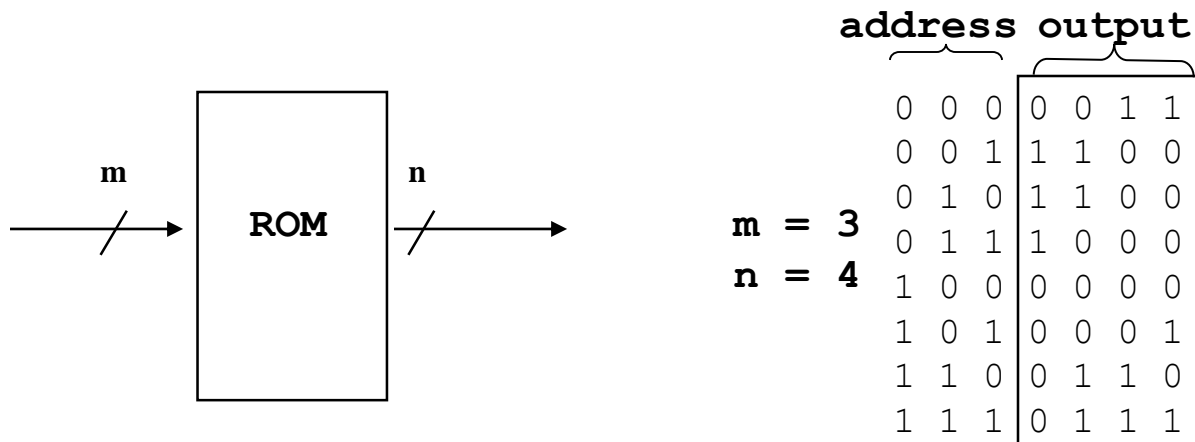 address output
m
n
ROM
m = 3
n = 4
0 0 0 0 0 1 1
0 0 1 1 1 0 0
0 1 0 1 1 0 0
0 1 1 1 0 0 0
1 0 0 0 0 0 0
1 0 1 0 0 0 1
1 1 0 0 1 1 0
1 1 1 0 1 1 1